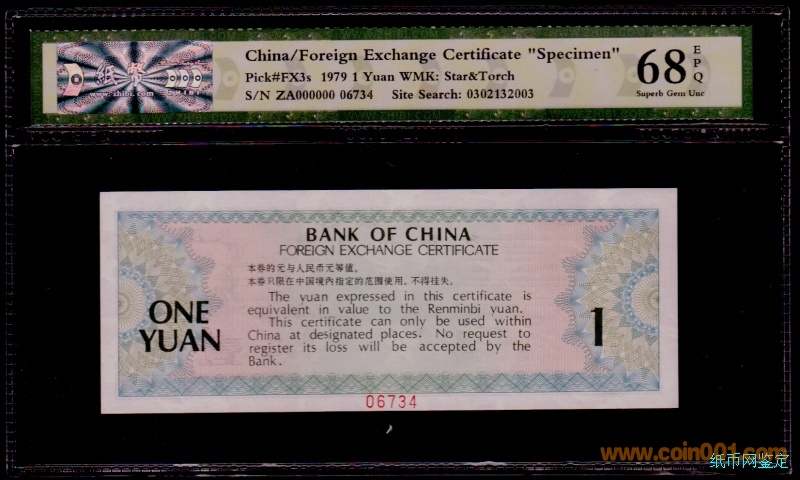 China/Foreign Exchange Certificate "Specimen"
Pick#FX3s 1979 1 Yuan WMK: Star&Torch
S/N ZA000000 06734 Site Search: 0302132003
68 EPQ
Superb Gem Unc
BANK OF CHINA
FOREIGN EXCHANGE CERTIFICATE
本券的元与人民币元等值。
本券只限在中国境内指定的范围使用，不得挂失。
The yuan expressed in this certificate is
equivalent in value to the Renminbi yuan.
This certificate can only be used within
China at designated places. No request to
register its loss will be accepted by the
Bank.
ONE
YUAN
1
06734
www.coin001.com
纸币网鉴定